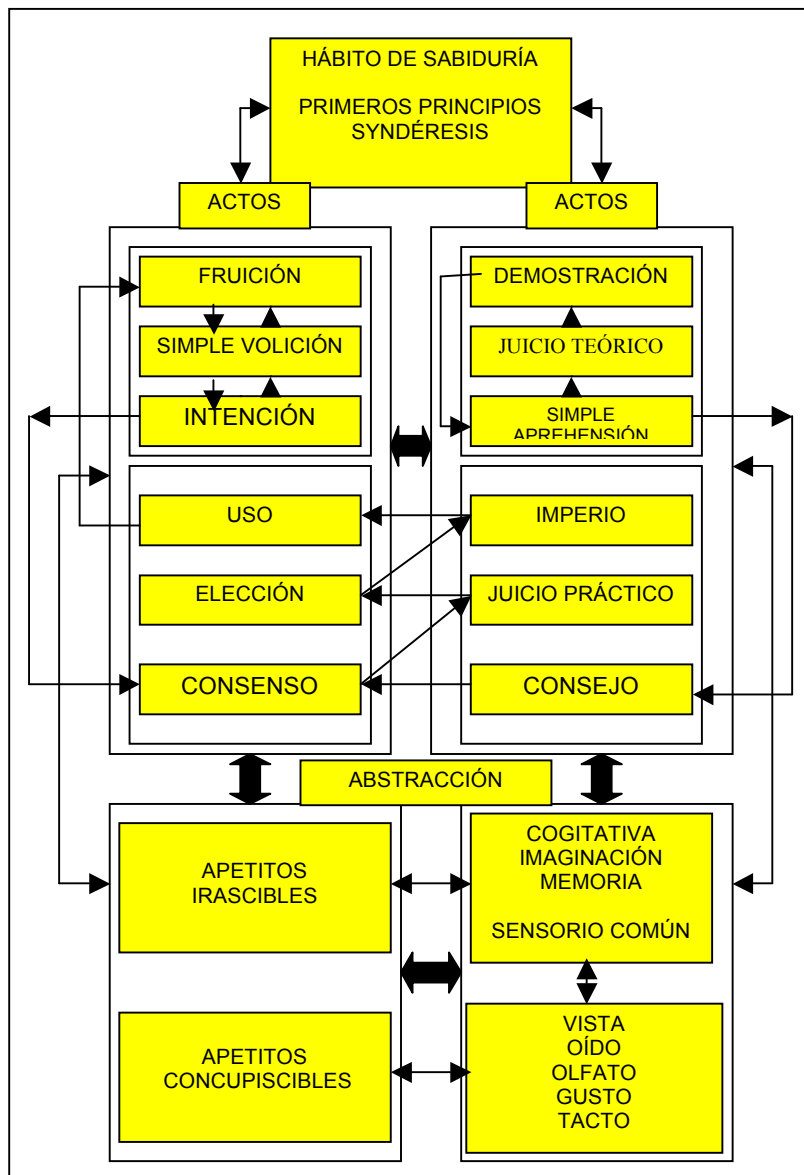 HÁBITO DE SABIDURÍA
PRIMEROS PRINCIPIOS
SYNDÉRESIS
ACTOS
ACTOS
FRUICIÓN
SIMPLE VOLICIÓN
INTENCIÓN
DEMOSTRACIÓN
JUICIO TEÓRICO
SIMPLE
APREHENSIÓN
USO
ELECCIÓN
CONSENSO
IMPERIO
JUICIO PRÁCTICO
CONSEJO
ABSTRACCIÓN
APETITOS
IRASCIBLES
APETITOS
CONCUPISCIBLES
COGITATIVA
IMAGINACIÓN
MEMORIA
SENSORIO COMÚN
VISTA
OÍDO
OLFATO
GUSTO
TACTO